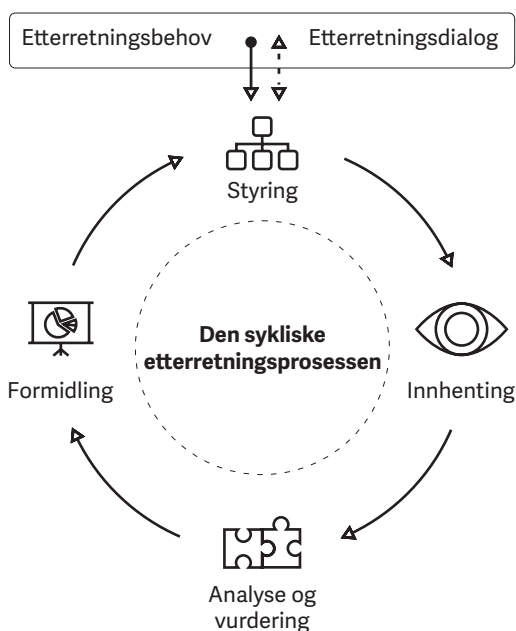 Etterretningsbehov Etterretningsdialog
Styring
Den sykliske
etterretningsprosessen
Formidling
Innhenting
Analyse og
vurdering